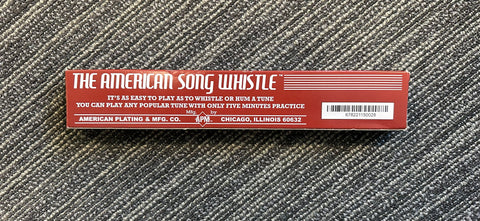 THE AMERICAN SONG WHISTLE™
IT'S AS EASY TO PLAY AS TO WHISTLE OR HUM A TUNE
YOU CAN PLAY ANY POPULAR TUNE WITH ONLY FIVE MINUTES PRACTICE
Mfg. by
AMERICAN PLATING & MFG. CO. APM CHICAGO, ILLINOIS 60632
678221150028